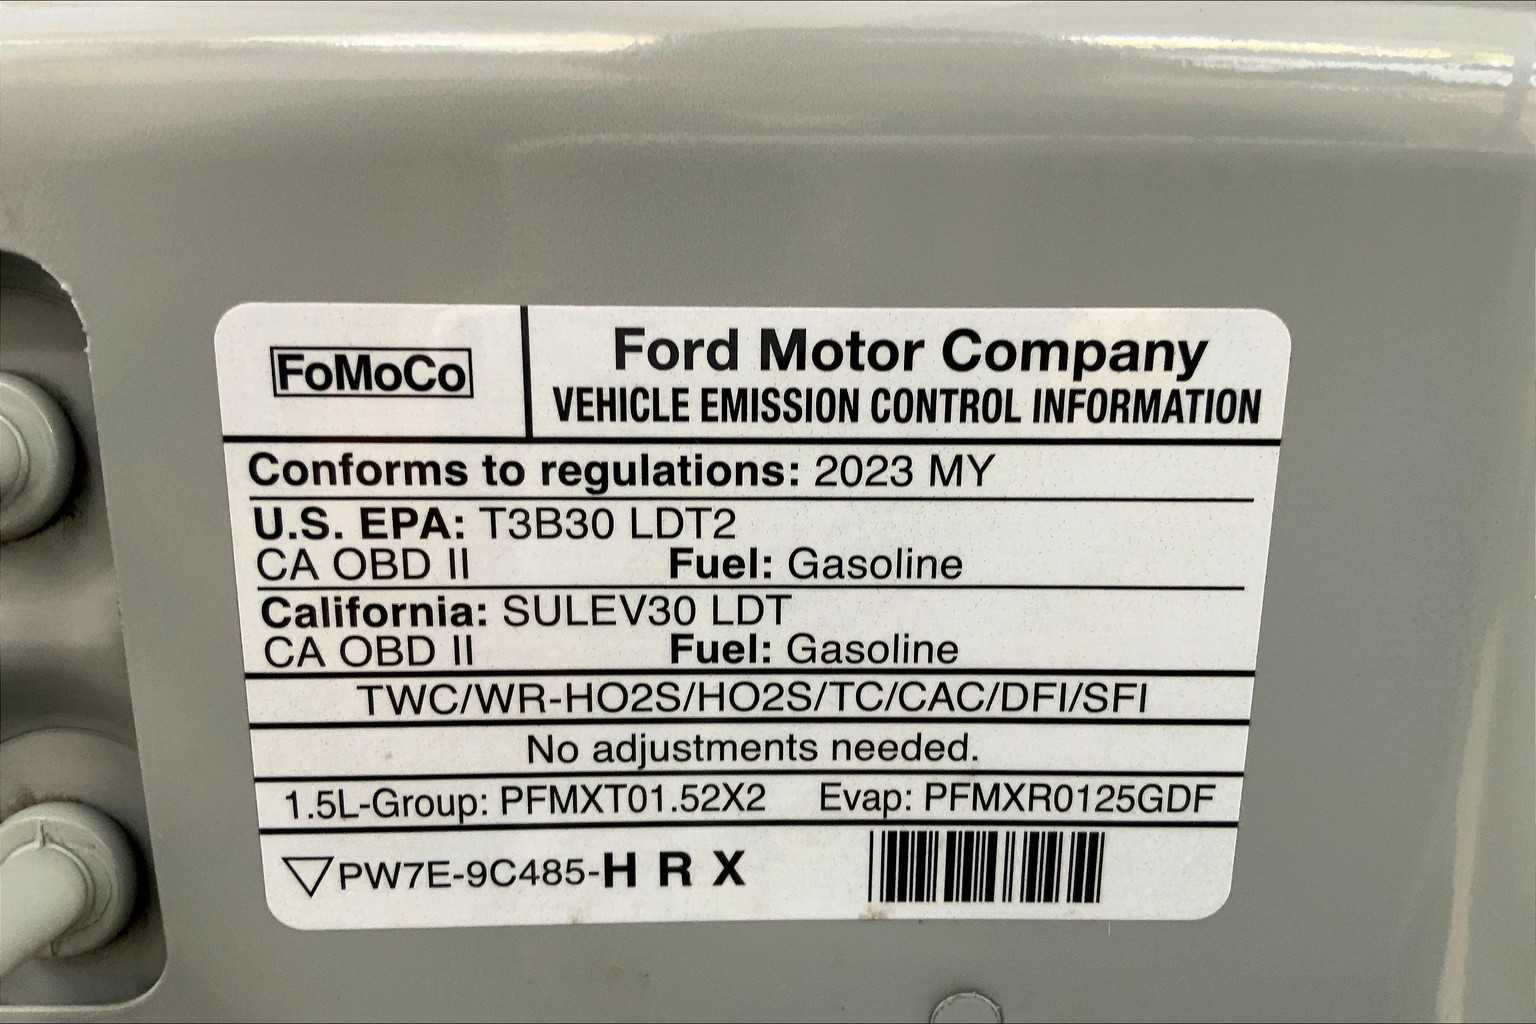 FoMoCo
Ford Motor Company
VEHICLE EMISSION CONTROL INFORMATION
Conforms to regulations: 2023 MY
U.S. EPA: T3B30 LDT2
CA OBD II Fuel: Gasoline
California: SULEV30 LDT
CA OBD II Fuel: Gasoline
TWC/WR-HO2S/HO2S/TC/CAC/DFI/SFI
No adjustments needed.
1.5L-Group: PFMXT01.52X2 Evap: PFMXR0125GDF
PW7E-9C485-H R X